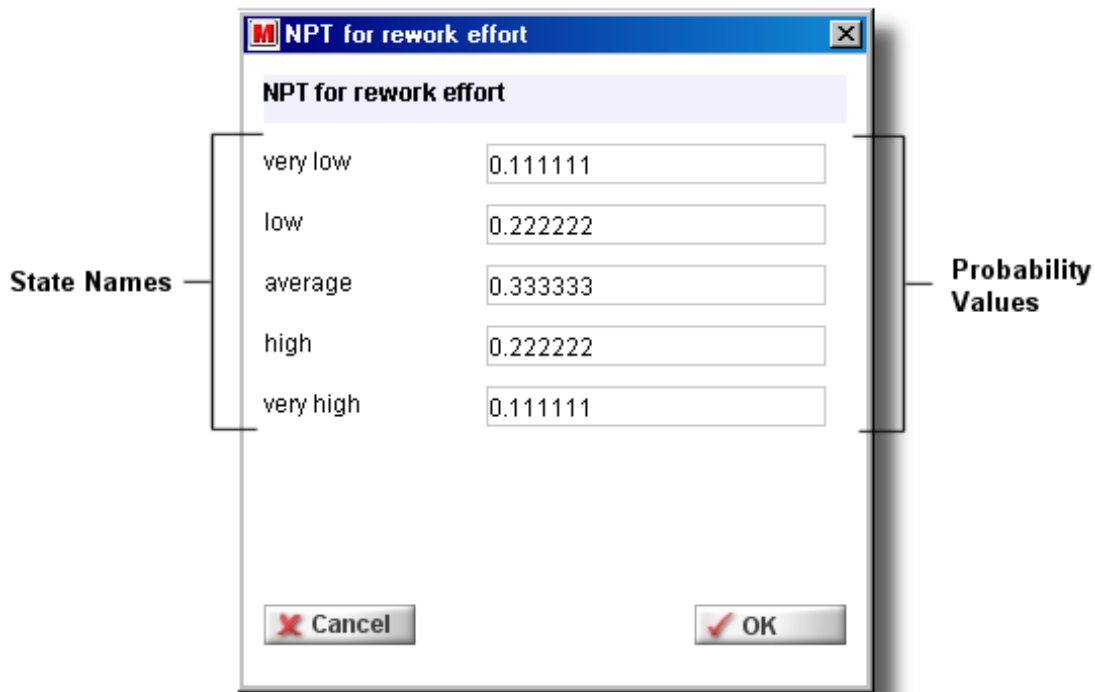 NPT for rework effort
NPT for rework effort
very low 0.111111
low 0.222222
average 0.333333
high 0.222222
very high 0.111111
State Names
Probability
Values
Cancel OK